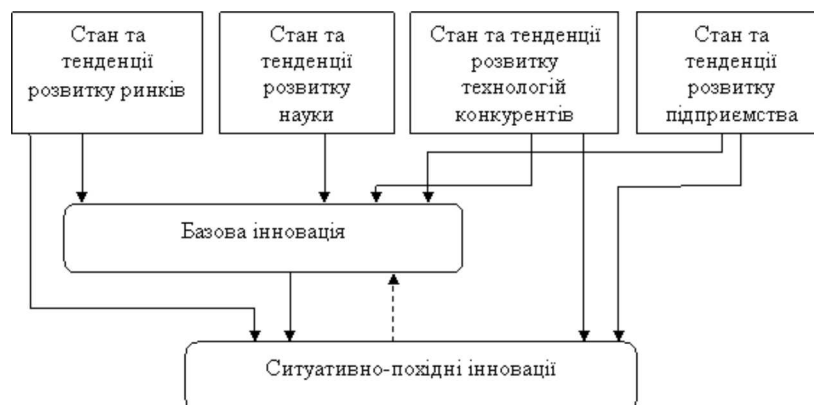 Стан та
тенденції
розвитку ринків
Стан та
тенденції
розвитку
науки
Стан та тенденції
розвитку
технологій
конкурентів
Стан та
тенденції
розвитку
підприємства
Базова інновація
Ситуативно-похідні інновації